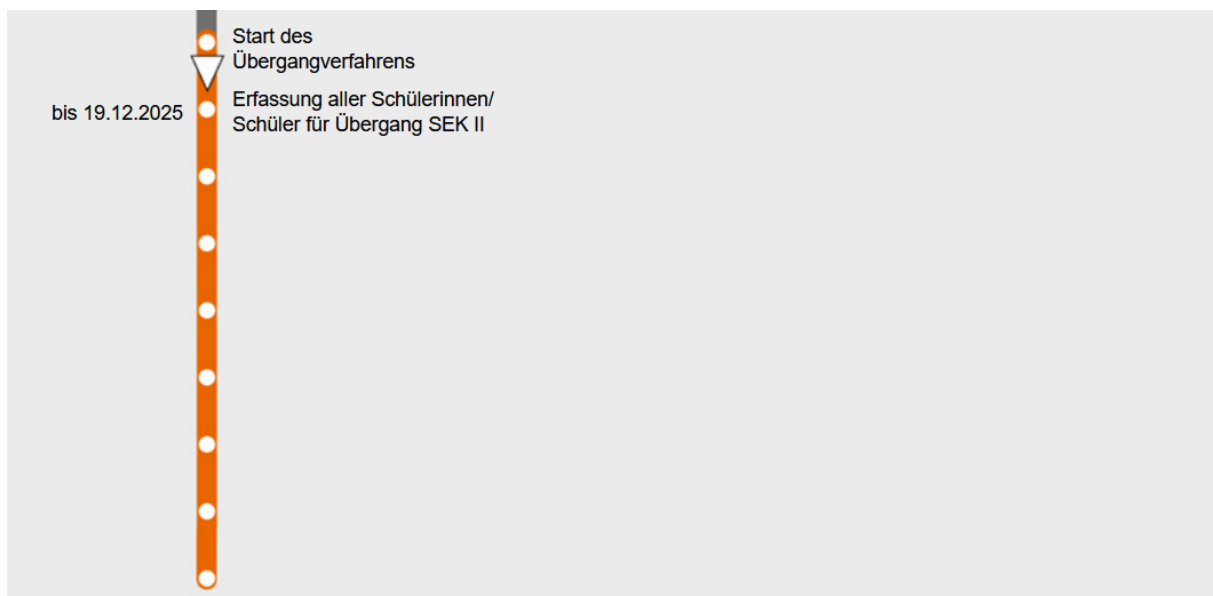 Start des
Übergangverfahrens
bis 19.12.2025
Erfassung aller Schülerinnen/
Schüler für Übergang SEK II